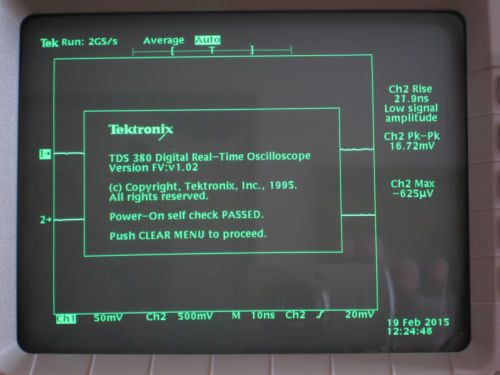 Tek Run: 2GS/s Average Auto
[ T ]
Ch2 Rise
21.9ns
Low signal
amplitude
Ch2 Pk-Pk
16.72mV
Ch2 Max
-625µV
Tektronix
TDS 380 Digital Real-Time Oscilloscope
Version FV:v1.02
(c) Copyright, Tektronix, Inc., 1995.
All rights reserved.
Power-On self check PASSED.
Push CLEAR MENU to proceed.
1→
2→
Ch1 50mV Ch2 500mV M 10ns Ch2 ƒ 20mV
19 Feb 2015
12:24:46